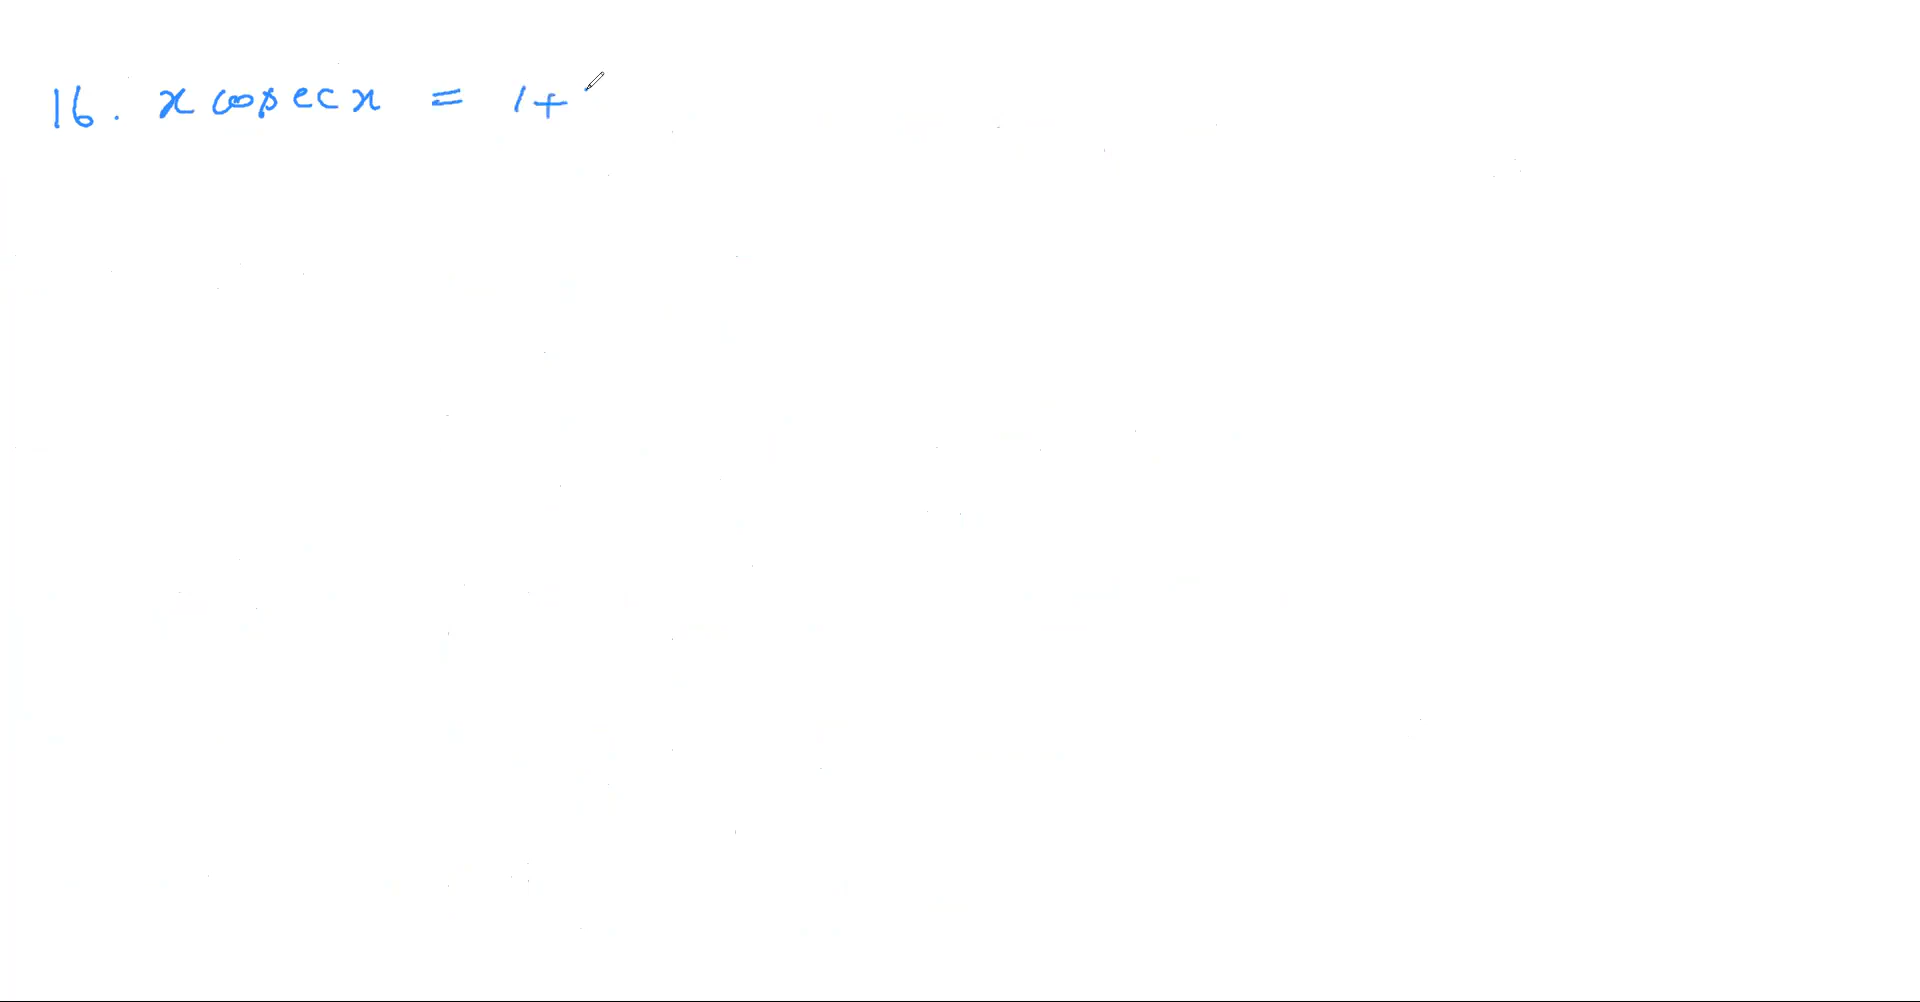 16. x cosec x = 1+